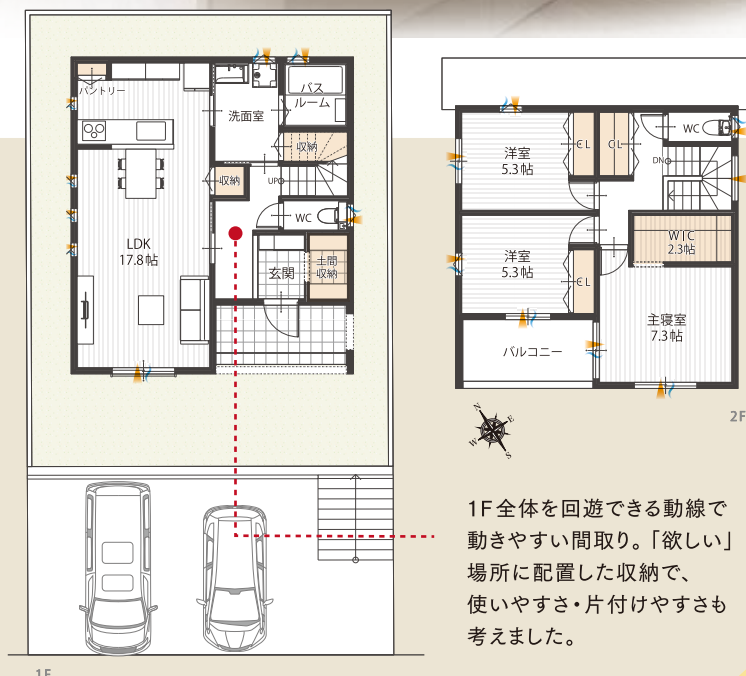 パントリー
洗面室
バス
ルーム
収納
収納
UP
WC
LDK
17.8帖
玄関
土間
収納
洋室
5.3帖
CL
CL
WC
DN
洋室
5.3帖
CL
WIC
2.3帖
主寝室
7.3帖
バルコニー
N
E
W
S
2F
1F全体を回遊できる動線で
動きやすい間取り。「欲しい」
場所に配置した収納で、
使いやすさ・片付けやすさも
考えました。
1F